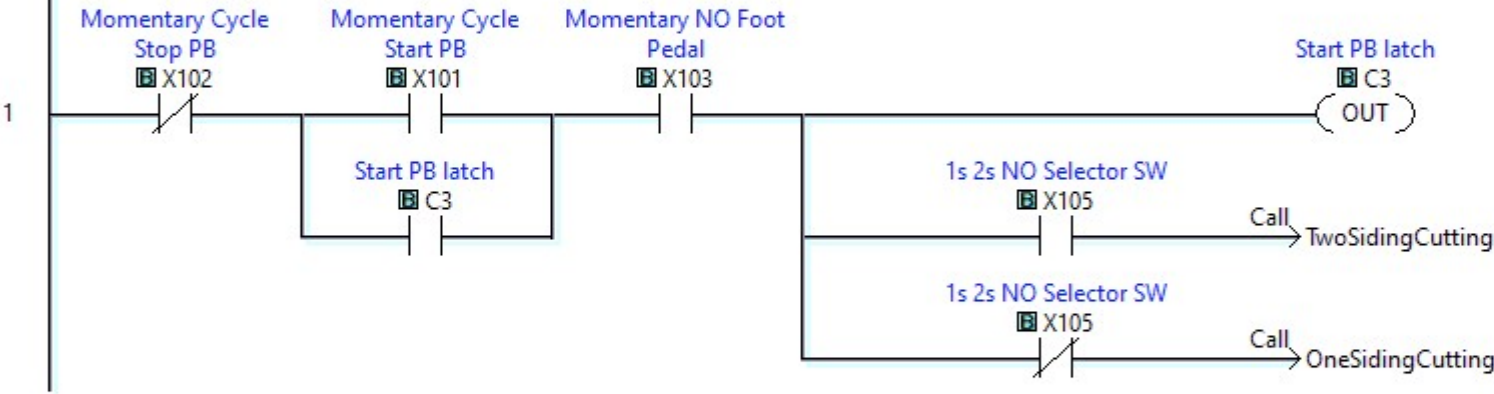 Momentary Cycle Momentary Cycle Momentary NO Foot
Stop PB Start PB Pedal Start PB latch
B X102 B X101 B X103 B C3
1 OUT
Start PB latch 1s 2s NO Selector SW
B C3 B X105
Call TwoSidingCutting
1s 2s NO Selector SW
B X105
Call OneSidingCutting